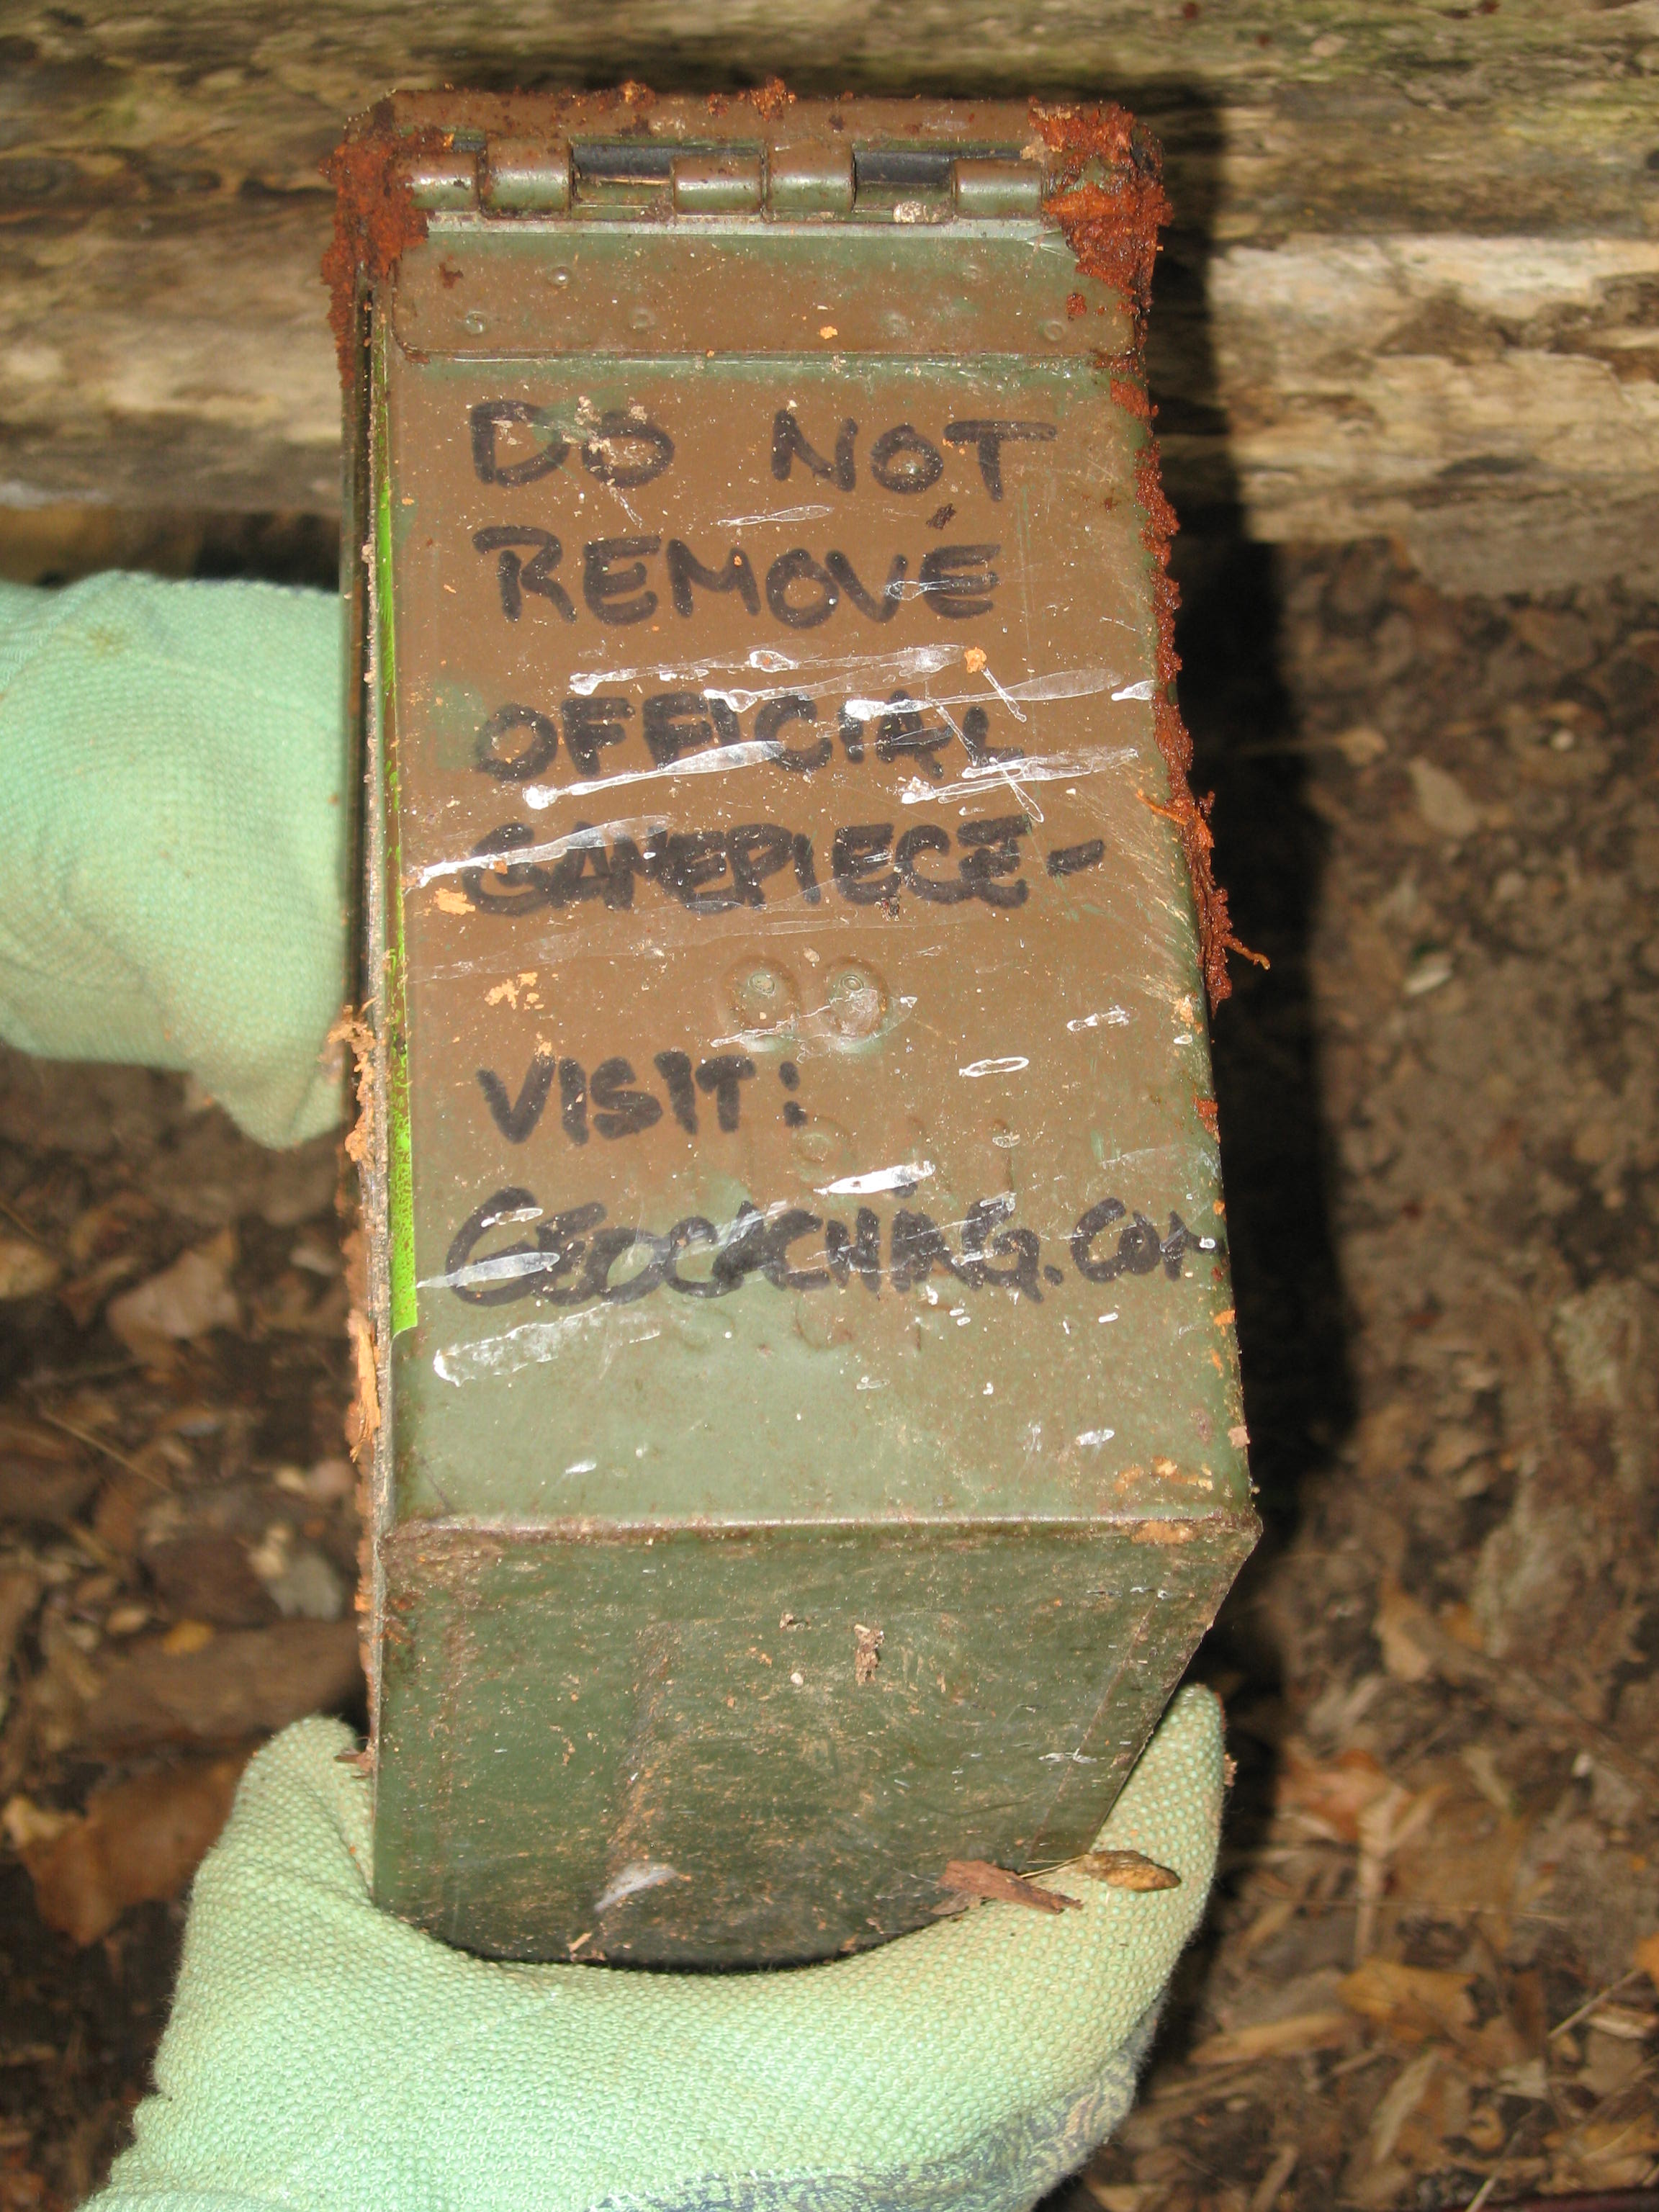 DO NOT
REMOVE
OFFICIAL
GAMEPIECE-
VISIT:
GEOCACHING.COM